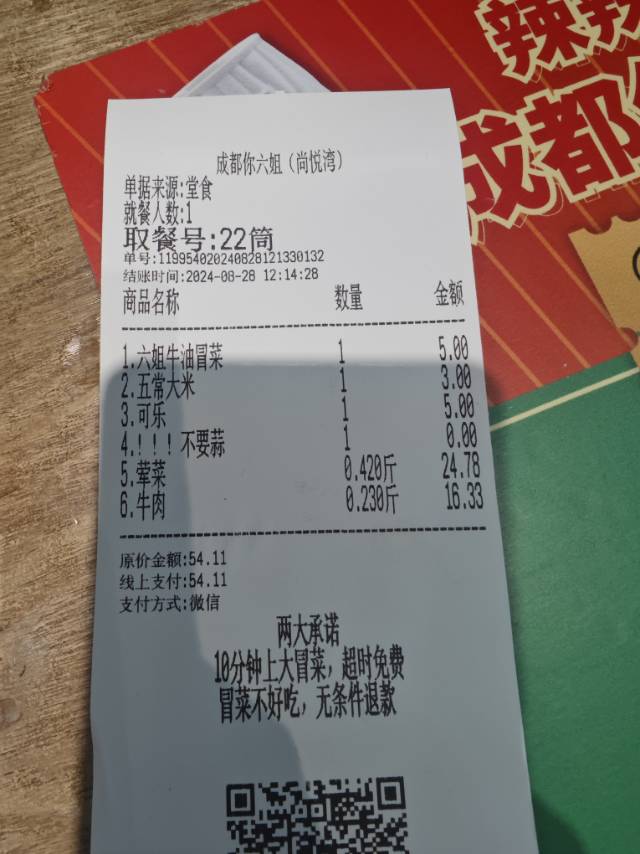 辣
成都你
成都你六姐（尚悦湾）
单据来源:堂食
就餐人数:1
取餐号:22筒
单号:119954020240828121330132
结账时间:2024-08-28 12:14:28
商品名称 数量 金额
1.六姐牛油冒菜 1 5.00
2.五常大米 1 3.00
3.可乐 1 5.00
4.！！！不要蒜 1 0.00
5.荤菜 0.420斤 24.78
6.牛肉 0.230斤 16.33
原价金额:54.11
线上支付:54.11
支付方式:微信
两大承诺
10分钟上大冒菜，超时免费
冒菜不好吃，无条件退款